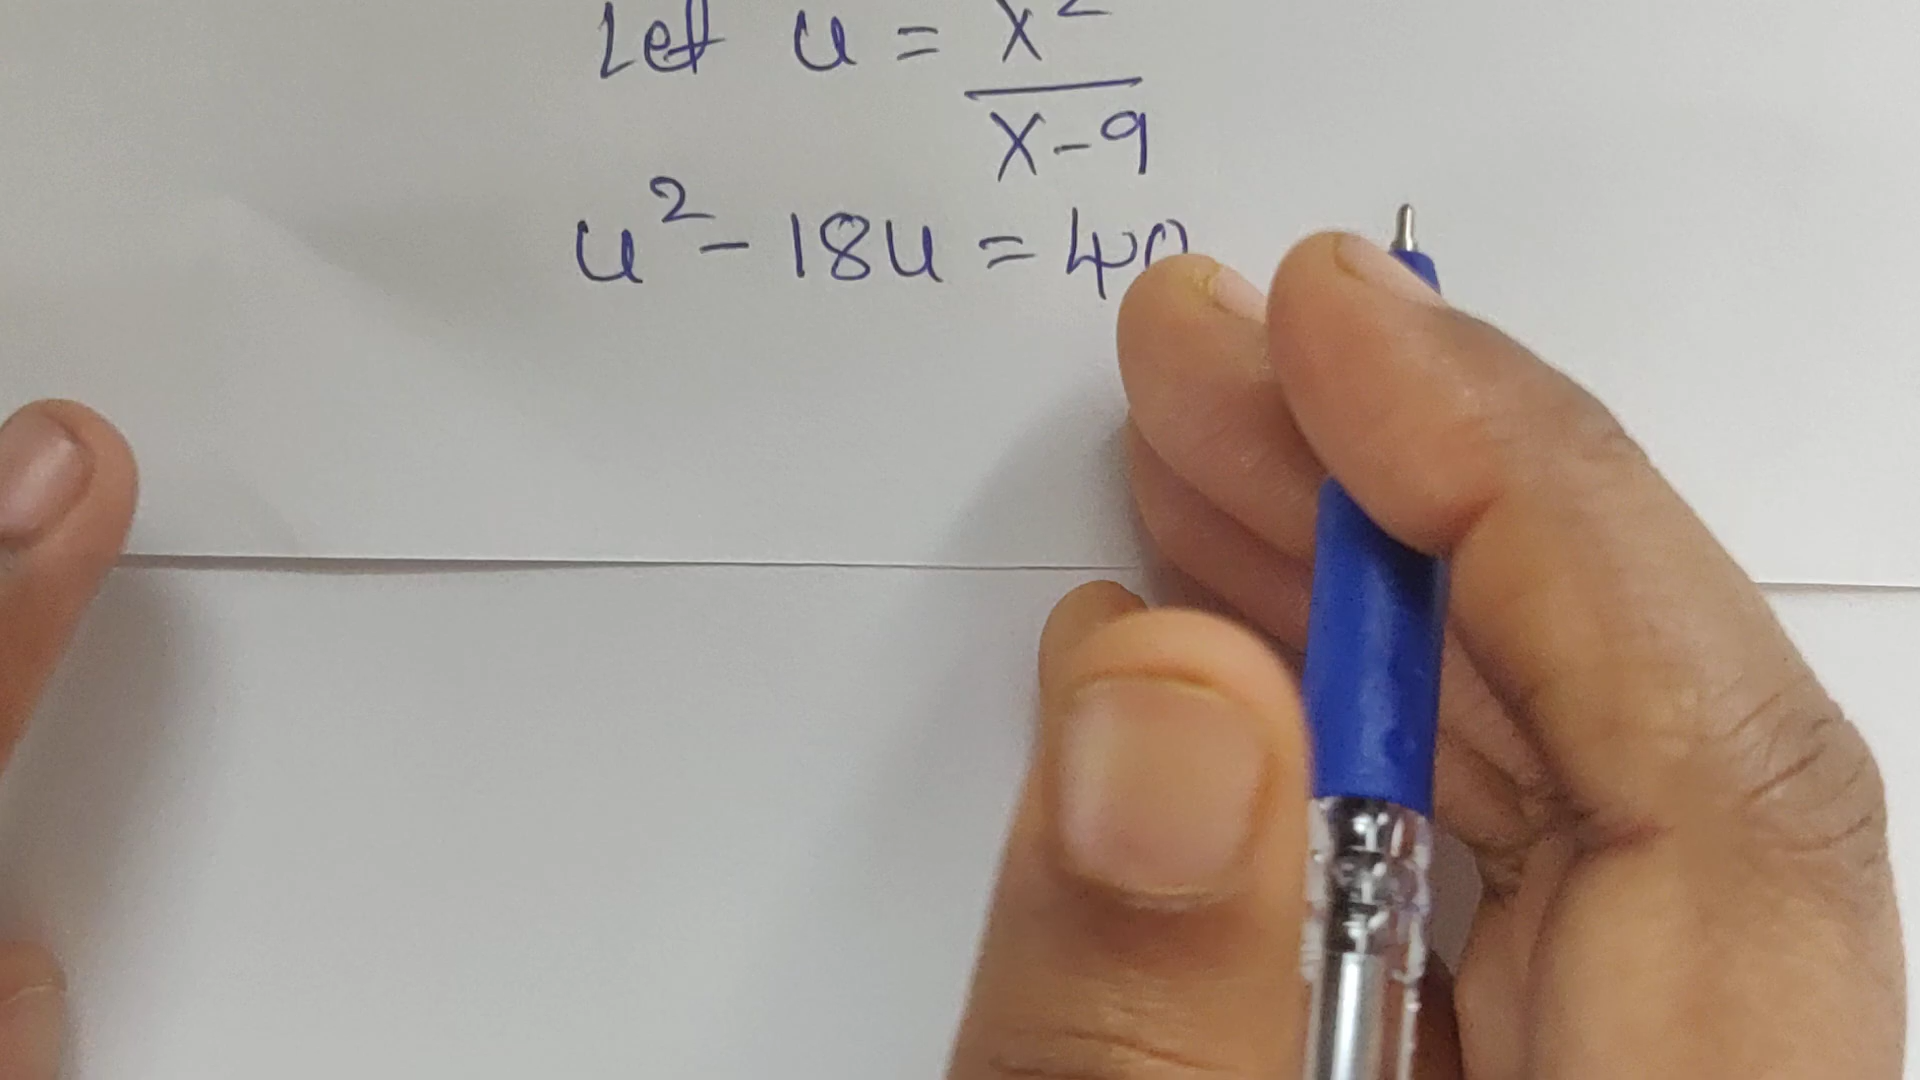 Let u = x²
x-9
u² - 18u = 40